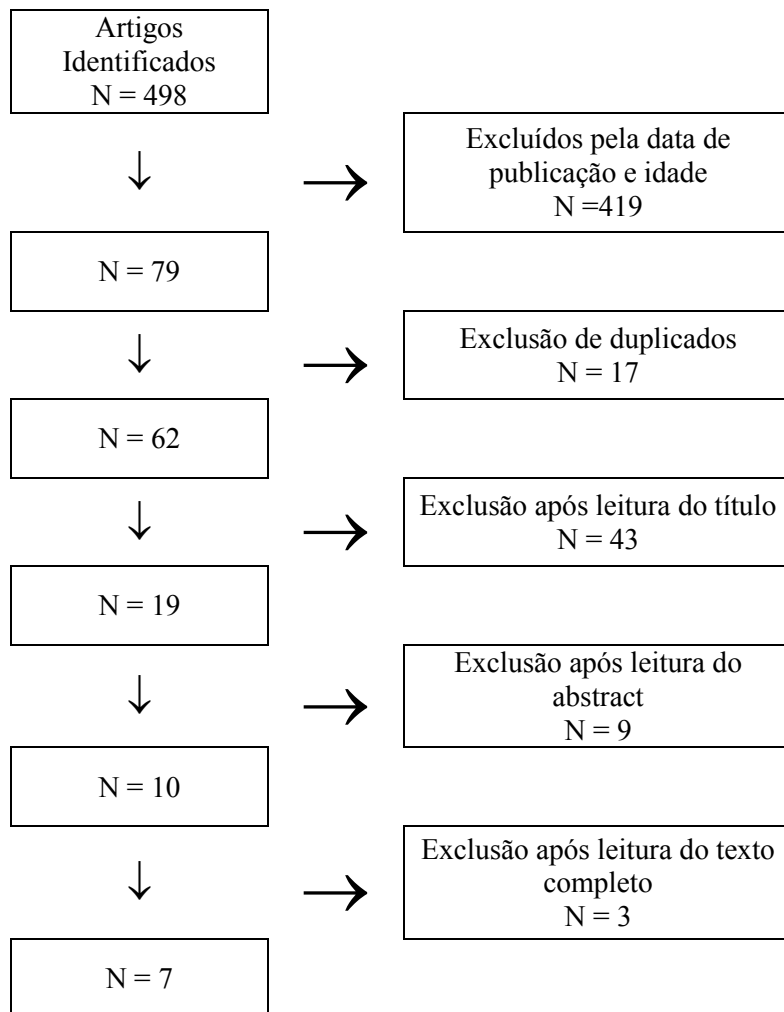 Artigos
Identificados
N = 498
↓
→
Excluídos pela data de
publicação e idade
N =419
N = 79
↓
→
Exclusão de duplicados
N = 17
N = 62
↓
→
Exclusão após leitura do título
N = 43
N = 19
↓
→
Exclusão após leitura do
abstract
N = 9
N = 10
↓
→
Exclusão após leitura do texto
completo
N = 3
N = 7